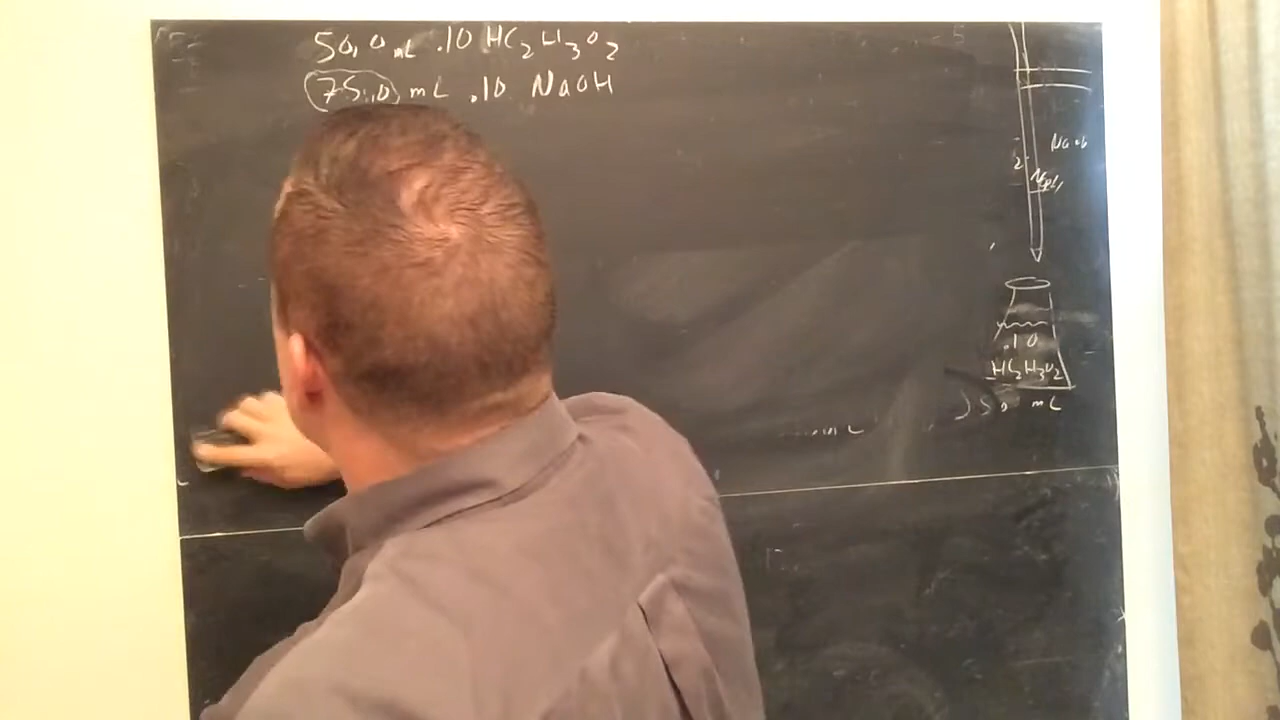 50.0 mL .10 HC2H3O2
75.0 mL .10 NaOH
NaOH
.10
HC2H3O2
50 mL